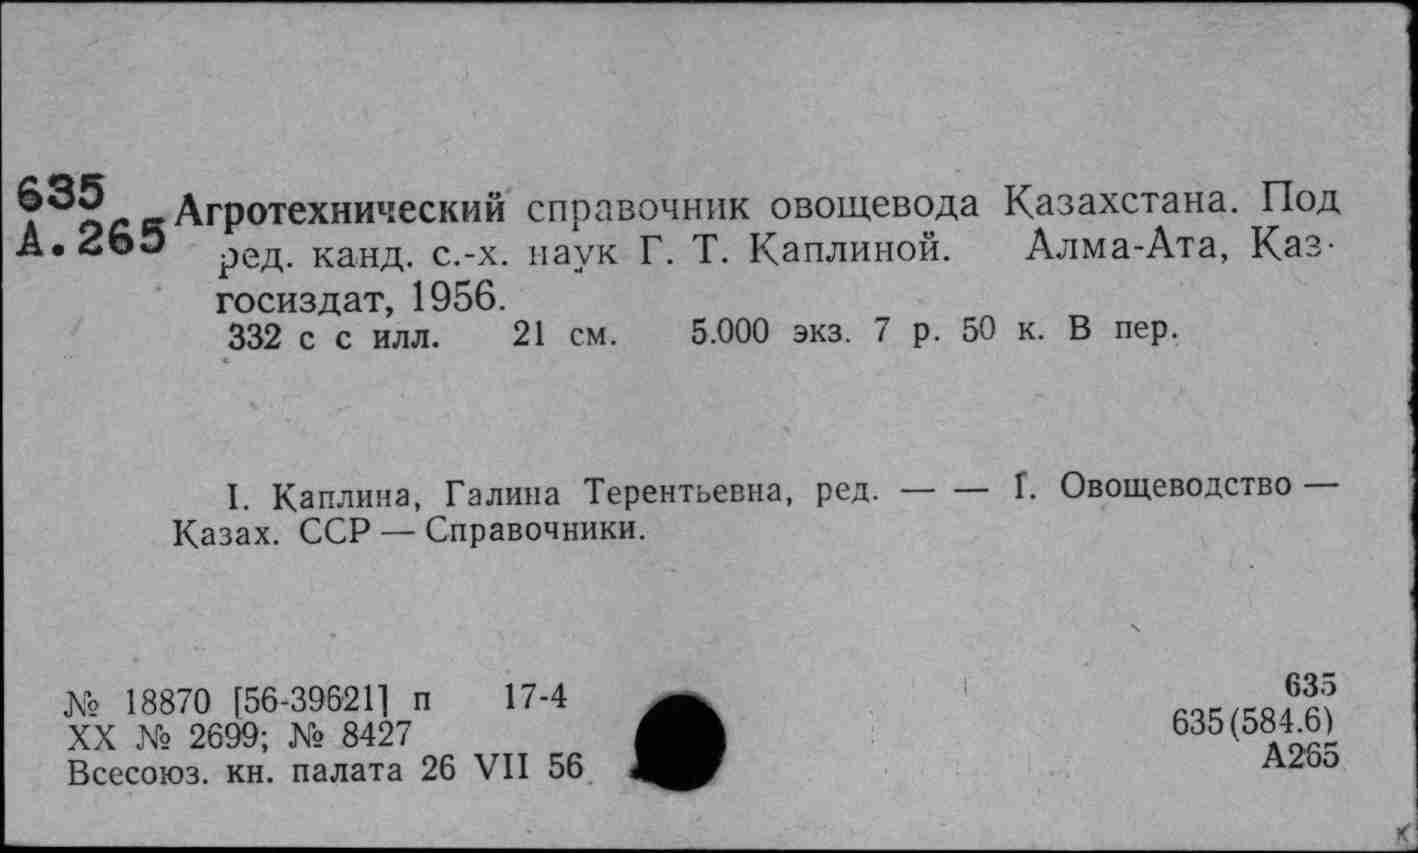 635
А.265
Агротехнический справочник овощевода Казахстана. Под
ред. канд. с.-х. наук Г. Т. Каплиной. Алма-Ата, Каз-
госиздат, 1956.
332 с с илл. 21 см. 5.000 экз. 7 р. 50 к. В пер.
I. Каплина, Галина Терентьевна, ред. — — I. Овощеводство —
Казах. ССР — Справочники.
№ 18870 [56-39621] п 17-4
XX № 2699; № 8427
Всесоюз. кн. палата 26 VII 56
635
635(584.6)
А265